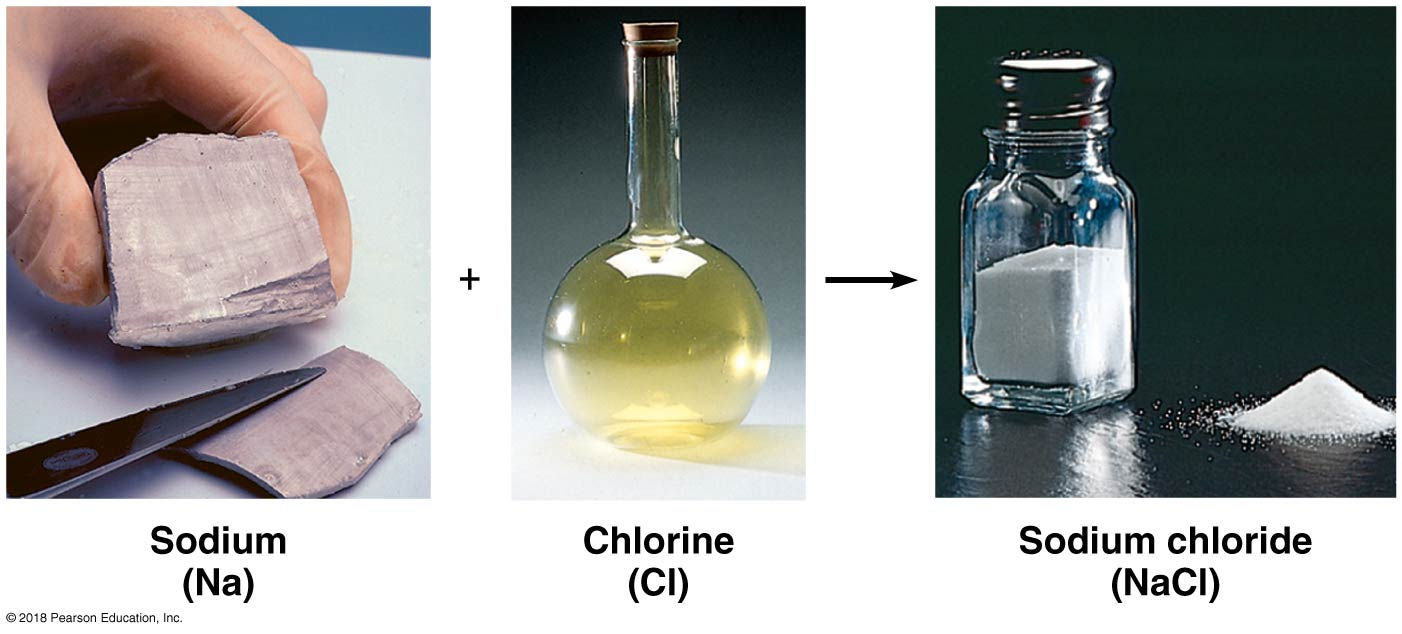 +
Sodium
(Na)
Chlorine
(Cl)
Sodium chloride
(NaCl)
© 2018 Pearson Education, Inc.